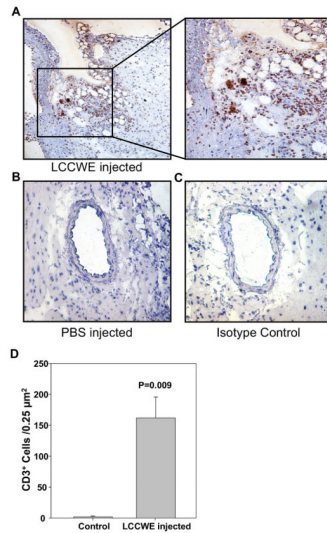 A
LCCWE injected
B
C
PBS injected
Isotype Control
D
CD3⁺ Cells /0.25 µm²
250
200
150
100
50
0
P=0.009
Control
LCCWE injected